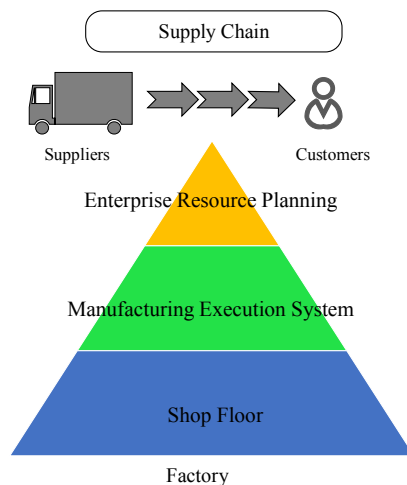 Supply Chain
Suppliers
Customers
Enterprise Resource Planning
Manufacturing Execution System
Shop Floor
Factory